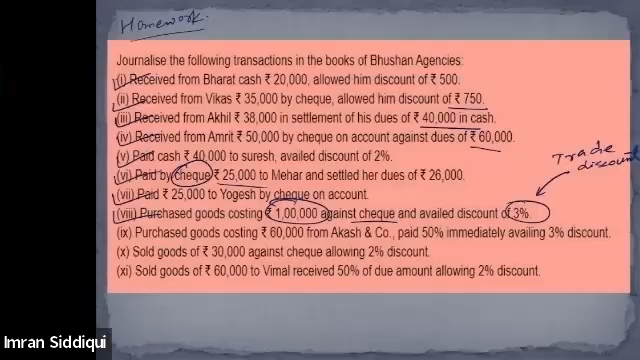 Homework.
Journalise the following transactions in the books of Bhushan Agencies:
(i) Received from Bharat cash ₹ 20,000, allowed him discount of ₹ 500.
(ii) Received from Vikas ₹ 35,000 by cheque, allowed him discount of ₹ 750.
(iii) Received from Akhil ₹ 38,000 in settlement of his dues of ₹ 40,000 in cash.
(iv) Received from Amrit ₹ 50,000 by cheque on account against dues of ₹ 60,000.
(v) Paid cash ₹ 40,000 to suresh, availed discount of 2%.
Trade discount
(vi) Paid by cheque ₹ 25,000 to Mehar and settled her dues of ₹ 26,000.
(vii) Paid ₹ 25,000 to Yogesh by cheque on account.
(viii) Purchased goods costing ₹ 1,00,000 against cheque and availed discount of 3%.
(ix) Purchased goods costing ₹ 60,000 from Akash & Co., paid 50% immediately availing 3% discount.
(x) Sold goods of ₹ 30,000 against cheque allowing 2% discount.
(xi) Sold goods of ₹ 60,000 to Vimal received 50% of due amount allowing 2% discount.
Imran Siddiqui